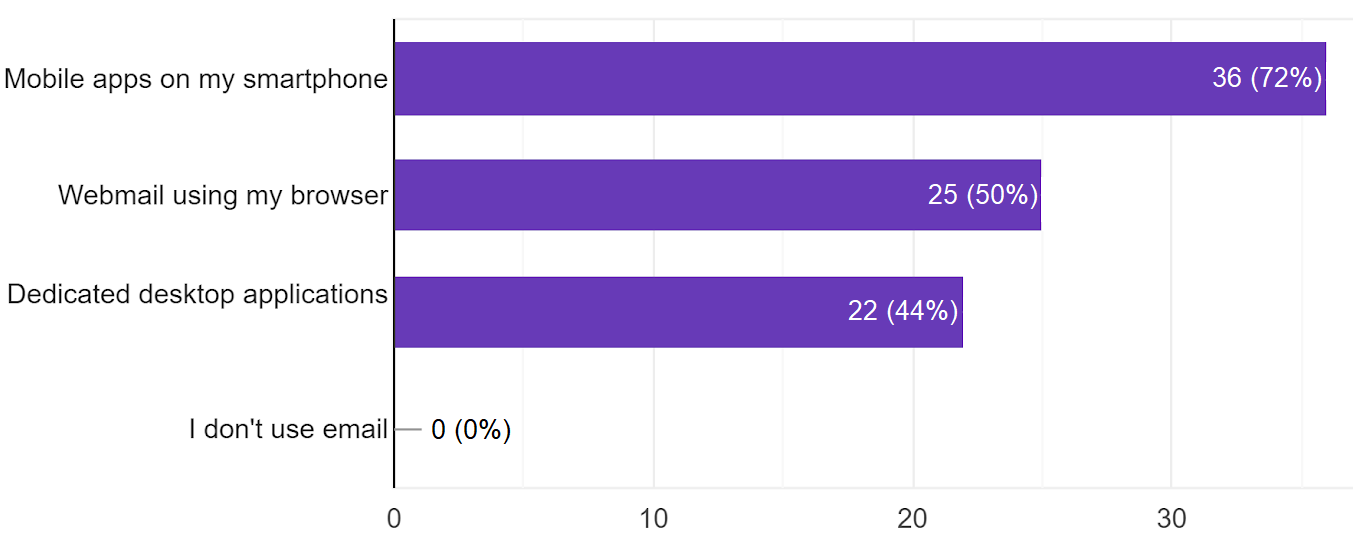 Mobile apps on my smartphone
36 (72%)
Webmail using my browser
25 (50%)
Dedicated desktop applications
22 (44%)
I don't use email
0 (0%)
0
10
20
30